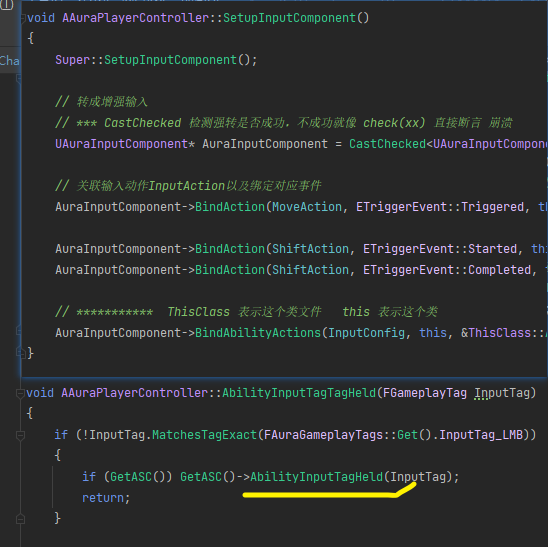 void AAuraPlayerController::SetupInputComponent()
{
Super::SetupInputComponent();
// 转成增强输入
// *** CastChecked 检测强转是否成功. 不成功就像 check(xx) 直接断言 崩溃
UAuraInputComponent* AuraInputComponent = CastChecked<UAuraInputCompon
// 关联输入动作InputAction以及绑定对应事件
AuraInputComponent->BindAction(MoveAction, ETriggerEvent::Triggered, t
AuraInputComponent->BindAction(ShiftAction, ETriggerEvent::Started, thi
AuraInputComponent->BindAction(ShiftAction, ETriggerEvent::Completed, t
// *********** ThisClass 表示这个类文件 this 表示这个类
AuraInputComponent->BindAbilityActions(InputConfig, this, &ThisClass::A
}
Cha
void AAuraPlayerController::AbilityInputTagTagHeld(FGameplayTag InputTag)
{
if (!InputTag.MatchesTagExact(FAuraGameplayTags::Get().InputTag_LMB))
{
if (GetASC()) GetASC()->AbilityInputTagHeld(InputTag);
return;
}